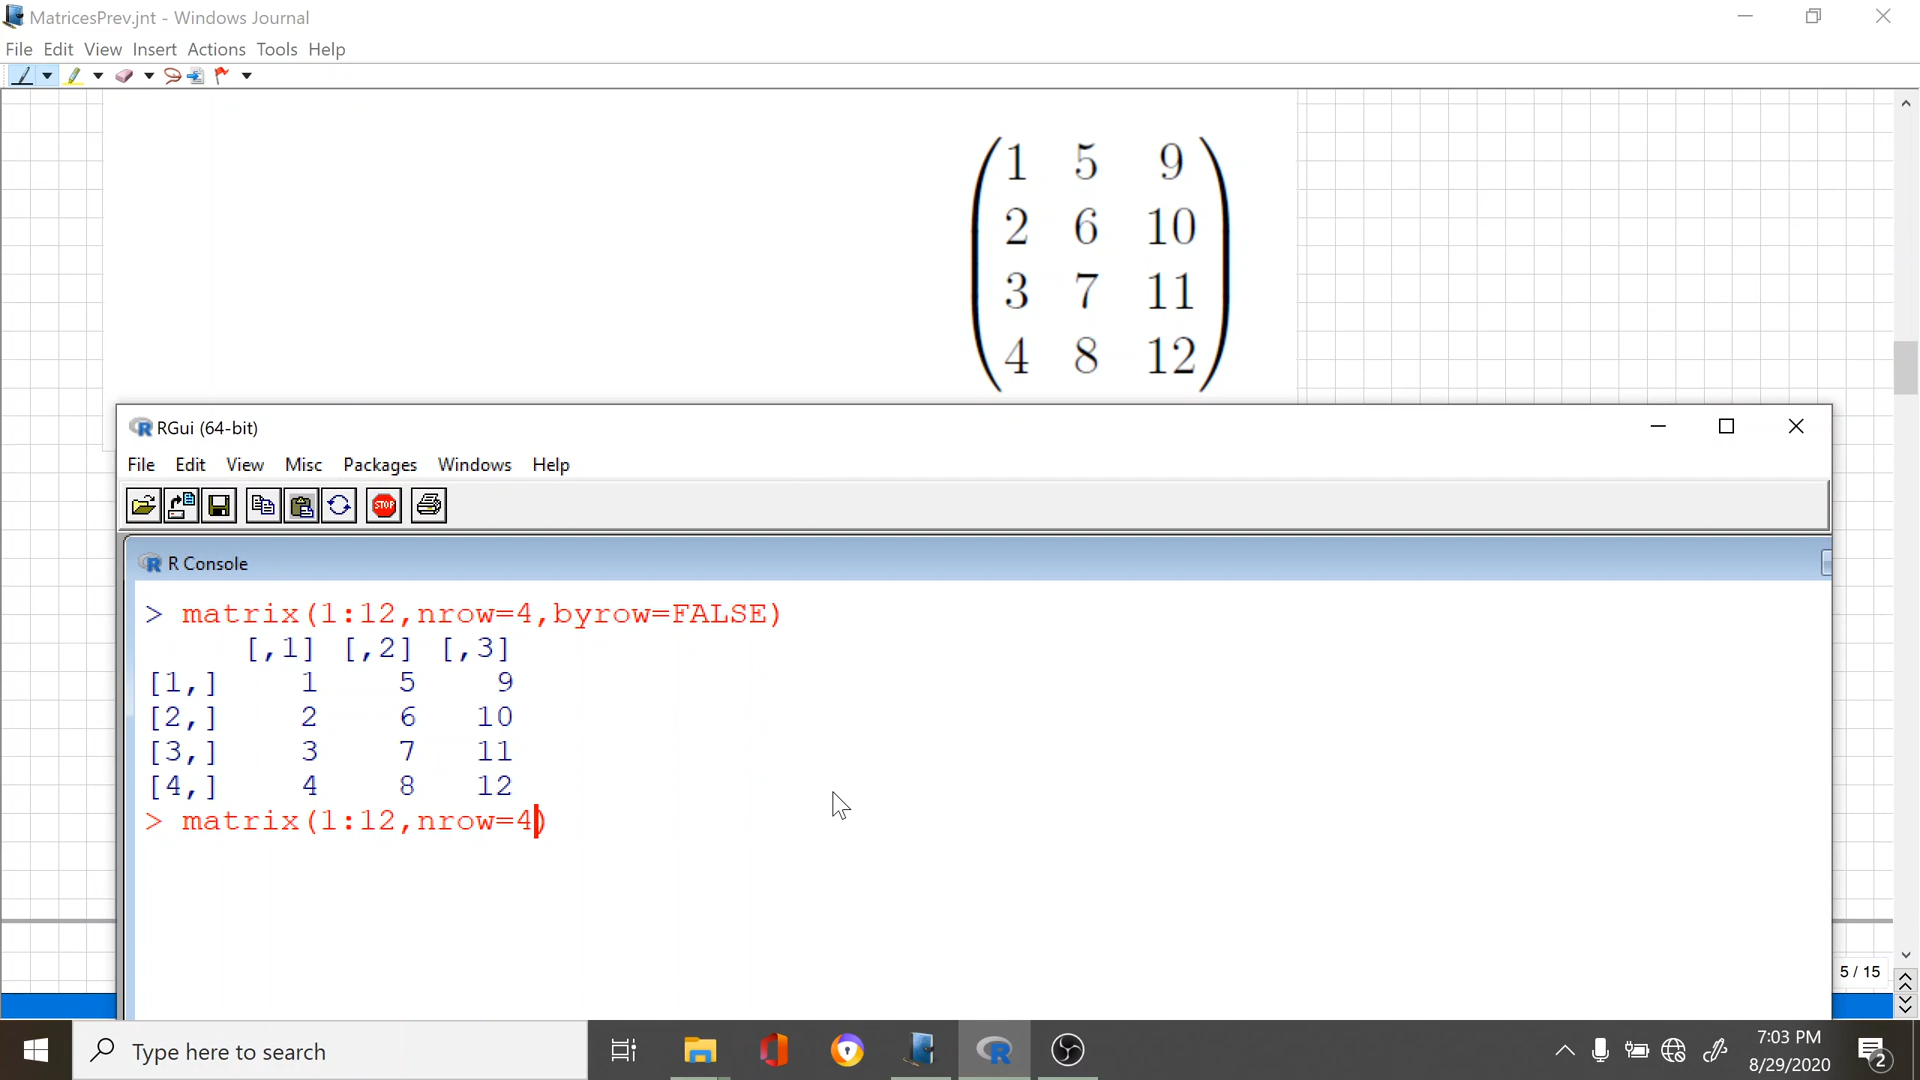 MatricesPrev.jnt - Windows Journal
File Edit View Insert Actions Tools Help
1 5 9
2 6 10
3 7 11
4 8 12
RGui (64-bit)
File Edit View Misc Packages Windows Help
STOP
R Console
> matrix(1:12,nrow=4,byrow=FALSE)
[,1] [,2] [,3]
[1,] 1 5 9
[2,] 2 6 10
[3,] 3 7 11
[4,] 4 8 12
> matrix(1:12,nrow=4)
5 / 15
Type here to search
7:03 PM
8/29/2020
2